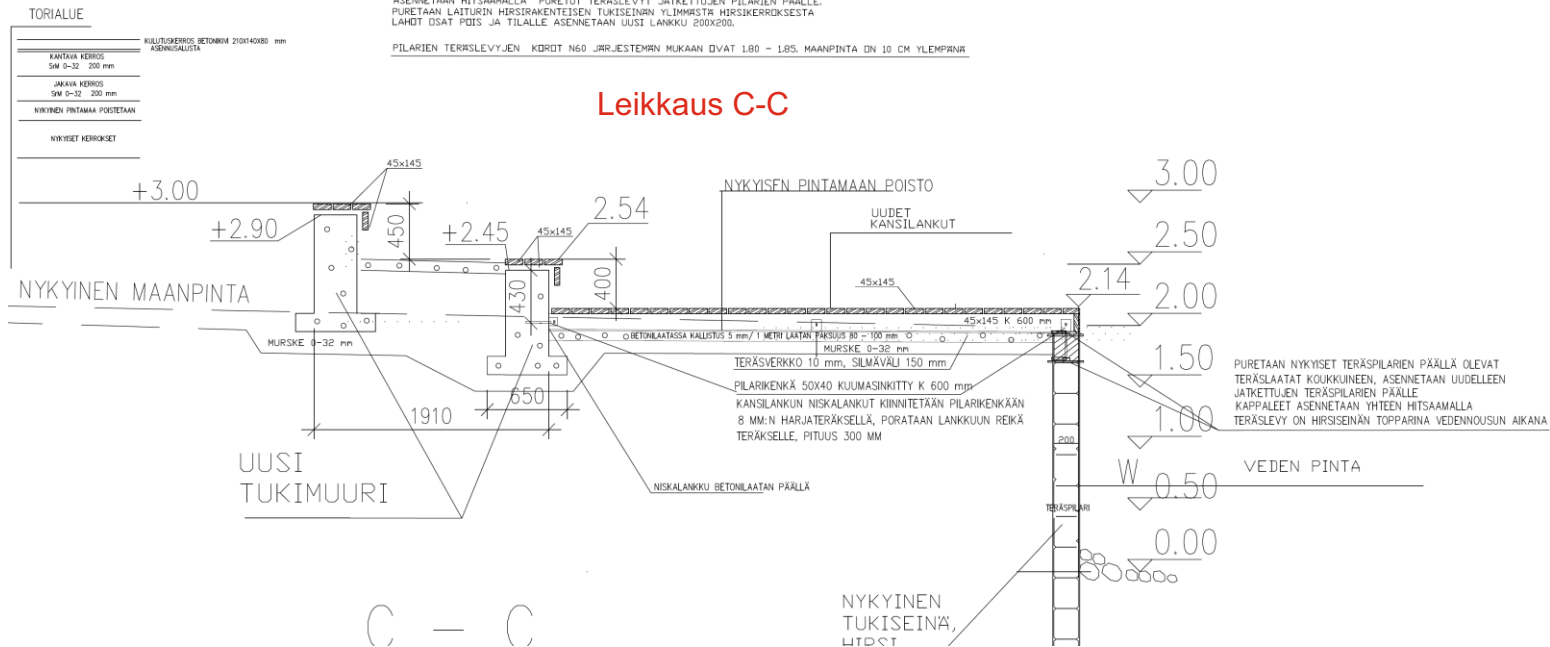 TORIALUE
KULUTUSKERROS BETONIKIVI 210X140X80 mm
ASENNUSALUSTA
KANTAVA KERROS
SrM 0-32 200 mm
JAKAVA KERROS
SrM 0-32 200 mm
NYKYINEN PINTAMAA POISTETAAN
NYKYISET KERROKSET
ASENNETAAN HITSAAMALLA PURETUT TERÄSLEVYT JATKETTUJEN PILARIEN PÄÄLLE.
PURETAAN LAITURIN HIRSIRAKENTEISEN TUKISEINÄN YLIMMÄSTÄ HIRSIKERROKSESTA
LAHOT OSAT POIS JA TILALLE ASENNETAAN UUSI LANKKU 200X200.
PILARIEN TERÄSLEVYJEN KOROT N60 JÄRJESTEMÄN MUKAAN OVAT 1.80 - 1.85. MAANPINTA ON 10 CM YLEMPÄNÄ
Leikkaus C-C
45x145
+3.00
+2.90
450
+2.45
45x145
2.54
430
400
NYKYISEN PINTAMAAN POISTO
UUDET
KANSILANKUT
45x145
3.00
2.50
2.14
2.00
1.50
1.00
0.50
0.00
NYKYINEN MAANPINTA
MURSKE 0-32 mm
45x145 K 600 mm
BETONILAATASSA KALLISTUS 5 mm/ 1 METRI LAATAN PAKSUUS 80 - 100 mm
MURSKE 0-32 mm
TERÄSVERKKO 10 mm, SILMÄVÄLI 150 mm
PILARIKENKÄ 50X40 KUUMASINKITTY K 600 mm
KANSILANKUN NISKALANKUT KIINNITETÄÄN PILARIKENKÄÄN
8 MM:N HARJATERÄKSELLÄ, PORATAAN LANKKUUN REIKÄ
TERÄKSELLE, PITUUS 300 MM
650
1910
PURETAAN NYKYISET TERÄSPILARIEN PÄÄLLÄ OLEVAT
TERÄSLAATAT KOUKKUINEEN, ASENNETAAN UUDELLEEN
JATKETTUJEN TERÄSPILARIEN PÄÄLLE
KAPPALEET ASENNETAAN YHTEEN HITSAAMALLA
TERÄSLEVY ON HIRSISEINÄN TOPPARINA VEDENNOUSUN AIKANA
200
UUSI
TUKIMUURI
NISKALANKKU BETONILAATAN PÄÄLLÄ
W
VEDEN PINTA
TERÄSPILARI
NYKYINEN
TUKISEINÄ,
HIRSI
C - C